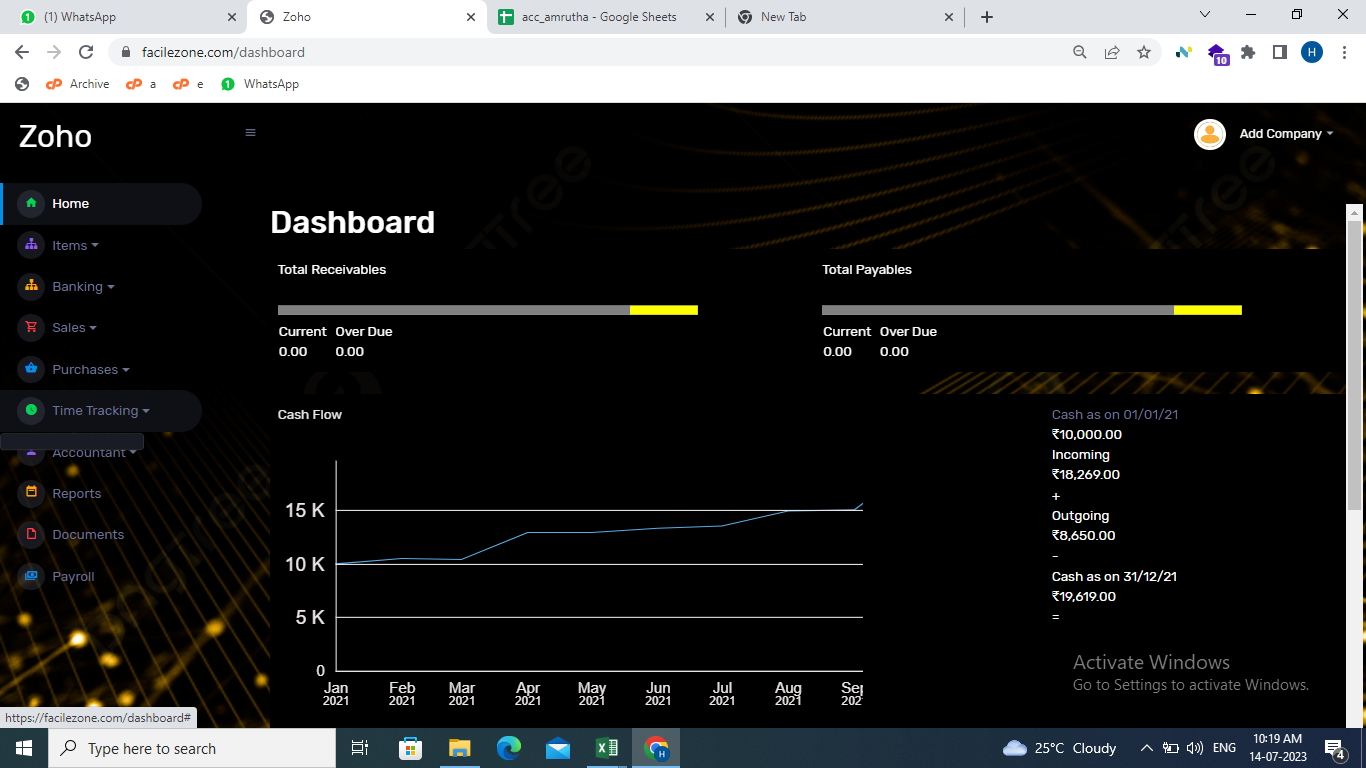 (1) WhatsApp
Zoho
acc_amrutha - Google Sheets
New Tab
facilezone.com/dashboard
10
H
Archive
a
e
1 WhatsApp
Zoho
Add Company
Home
Items
Banking
Sales
Purchases
Time Tracking
Accountant
Reports
Documents
Payroll
Dashboard
Total Receivables
Current Over Due
0.00 0.00
Total Payables
Current Over Due
0.00 0.00
Cash Flow
15 K
10 K
5 K
0
Jan Feb Mar Apr May Jun Jul Aug Sep
2021 2021 2021 2021 2021 2021 2021 2021 202
Cash as on 01/01/21
₹10,000.00
Incoming
₹18,269.00
+
Outgoing
₹8,650.00
-
Cash as on 31/12/21
₹19,619.00
=
Activate Windows
Go to Settings to activate Windows.
https://facilezone.com/dashboard#
Type here to search
25°C Cloudy
ENG
10:19 AM
14-07-2023
4